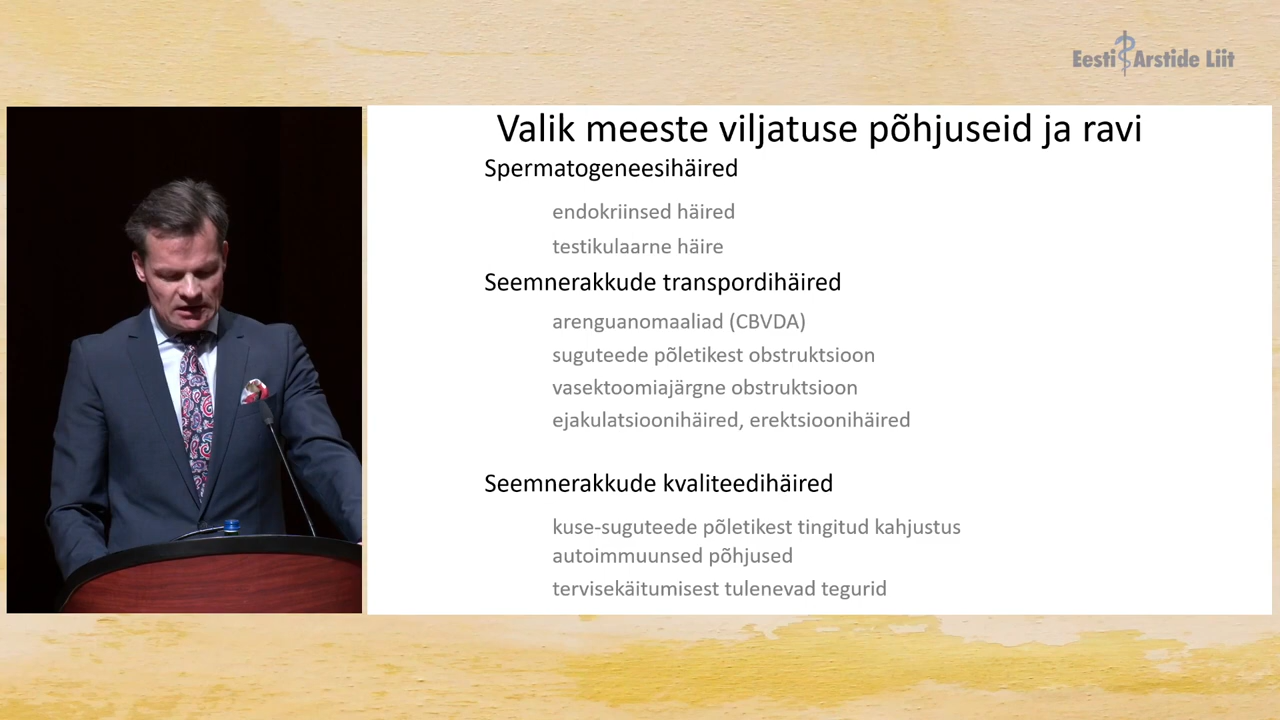 Eesti Arstide Liit
Valik meeste viljatuse põhjuseid ja ravi
Spermatogeneesihäired
endokriinsed häired
testikulaarne häire
Seemnerakkude transpordihäired
arenguanomaaliad (CBVDA)
suguteede põletikest obstruktsioon
vasektoomiajärgne obstruktsioon
ejakulatsioonihäired, erektsioonihäired
Seemnerakkude kvaliteedihäired
kuse-suguteede põletikest tingitud kahjustus
autoimmuunsed põhjused
tervisekäitumisest tulenevad tegurid